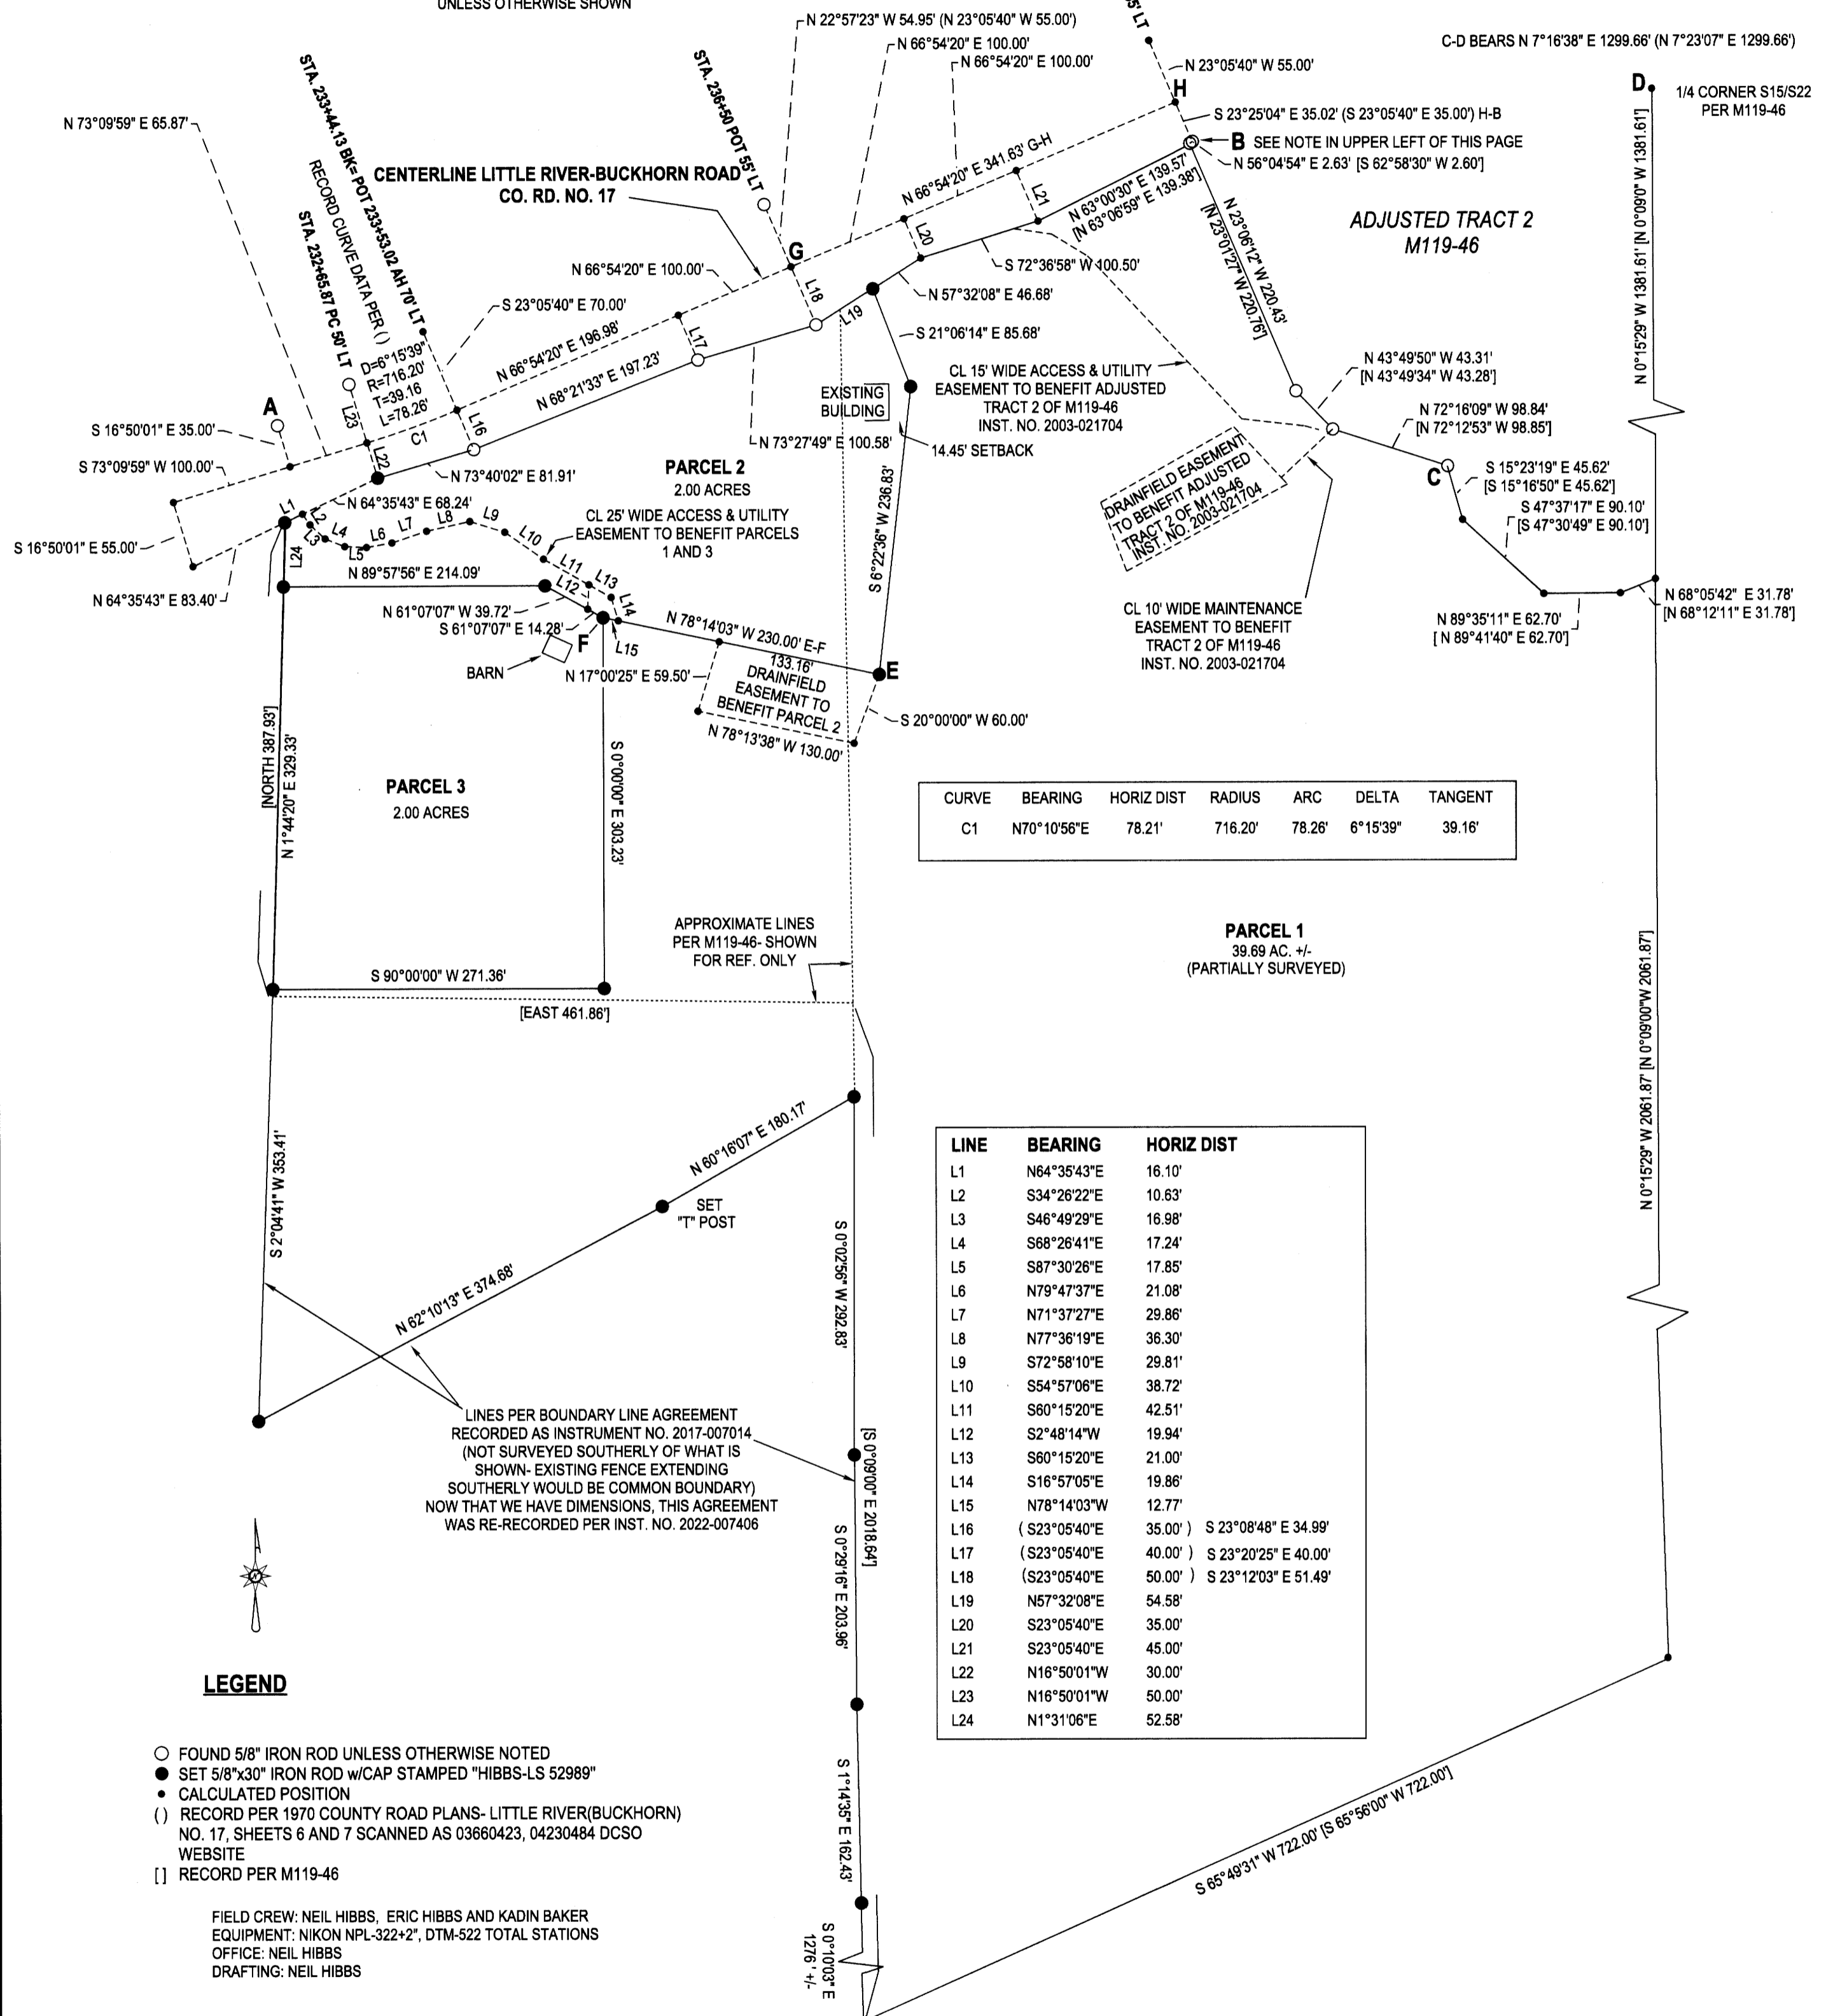 UNLESS OTHERWISE SHOWN
5' LT
N 22°57'23" W 54.95' (N 23°05'40" W 55.00')
N 66°54'20" E 100.00'
N 66°54'20" E 100.00'
C-D BEARS N 7°16'38" E 1299.66' (N 7°23'07" E 1299.66')
N 23°05'40" W 55.00'
H
D
1/4 CORNER S15/S22
PER M119-46
S 23°25'04" E 35.02' (S 23°05'40" E 35.00') H-B
B SEE NOTE IN UPPER LEFT OF THIS PAGE
N 56°04'54" E 2.63' [S 62°58'30" W 2.60']
N 73°09'59" E 65.87'
STA. 233+44.13 BK= POT 233+53.02 AH 70' LT
STA. 236+50 POT 55' LT
CENTERLINE LITTLE RIVER-BUCKHORN ROAD
CO. RD. NO. 17
N 66°54'20" E 341.63' G-H
L21
N 63°00'30" E 139.57'
[N 63°06'59" E 139.38']
N 23°06'12" W 220.43'
[N 23°01'27" W 220.76']
ADJUSTED TRACT 2
M119-46
N 0°15'29" W 1381.61' [N 0°09'0" W 1381.61']
RECORD CURVE DATA PER ( )
D=6°15'39"
R=716.20'
T=39.16
L=78.26'
STA. 232+65.87 PC 50' LT
G
L20
S 72°36'58" W 100.50'
N 66°54'20" E 100.00'
L18
N 57°32'08" E 46.68'
L19
S 23°05'40" E 70.00'
N 66°54'20" E 196.98'
L17
N 68°21'33" E 197.23'
S 21°06'14" E 85.68'
CL 15' WIDE ACCESS & UTILITY
EASEMENT TO BENEFIT ADJUSTED
TRACT 2 OF M119-46
INST. NO. 2003-021704
EXISTING
BUILDING
N 43°49'50" W 43.31'
[N 43°49'34" W 43.28']
N 72°16'09" W 98.84'
[N 72°12'53" W 98.85']
A
L23
S 16°50'01" E 35.00'
C1
L16
L22
N 73°27'49" E 100.58'
14.45' SETBACK
S 73°09'59" W 100.00'
N 73°40'02" E 81.91'
PARCEL 2
2.00 ACRES
DRAINFIELD EASEMENT
TO BENEFIT ADJUSTED
TRACT 2 OF M119-46
INST. NO. 2003-021704
C
S 15°23'19" E 45.62'
[S 15°16'50" E 45.62']
S 47°37'17" E 90.10'
[S 47°30'49" E 90.10']
N 64°35'43" E 68.24'
L1
L2
L3
L4
L5
L6
L7
L8
L9
L10
CL 25' WIDE ACCESS & UTILITY
EASEMENT TO BENEFIT PARCELS
1 AND 3
S 16°50'01" E 55.00'
L24
L11
L12
L13
L14
N 89°57'56" E 214.09'
S 6°22'36" W 236.83'
N 64°35'43" E 83.40'
N 61°07'07" W 39.72'
S 61°07'07" E 14.28'
F
L15
BARN
N 78°14'03" W 230.00' E-F
133.16'
E
CL 10' WIDE MAINTENANCE
EASEMENT TO BENEFIT
TRACT 2 OF M119-46
INST. NO. 2003-021704
N 89°35'11" E 62.70'
[ N 89°41'40" E 62.70']
N 68°05'42" E 31.78'
[N 68°12'11" E 31.78']
N 17°00'25" E 59.50'
DRAINFIELD
EASEMENT TO
BENEFIT PARCEL 2
N 78°13'38" W 130.00'
S 20°00'00" W 60.00'
[NORTH 387.93']
N 1°44'20" E 329.33'
PARCEL 3
2.00 ACRES
S 0°00'00" E 303.23'
CURVE BEARING HORIZ DIST RADIUS ARC DELTA TANGENT
C1 N70°10'56"E 78.21' 716.20' 78.26' 6°15'39" 39.16'
APPROXIMATE LINES
PER M119-46- SHOWN
FOR REF. ONLY
PARCEL 1
39.69 AC. +/-
(PARTIALLY SURVEYED)
N 0°15'29" W 2061.87' [N 0°09'00"W 2061.87']
S 90°00'00" W 271.36'
[EAST 461.86']
S 2°04'41" W 353.41'
N 60°16'07" E 180.17'
SET
"T" POST
N 62°10'13" E 374.68'
S 0°02'56" W 292.83'
LINE BEARING HORIZ DIST
L1 N64°35'43"E 16.10'
L2 S34°26'22"E 10.63'
L3 S46°49'29"E 16.98'
L4 S68°26'41"E 17.24'
L5 S87°30'26"E 17.85'
L6 N79°47'37"E 21.08'
L7 N71°37'27"E 29.86'
L8 N77°36'19"E 36.30'
L9 S72°58'10"E 29.81'
L10 S54°57'06"E 38.72'
L11 S60°15'20"E 42.51'
L12 S2°48'14"W 19.94'
L13 S60°15'20"E 21.00'
L14 S16°57'05"E 19.86'
L15 N78°14'03"W 12.77'
L16 (S23°05'40"E 35.00' ) S 23°08'48" E 34.99'
L17 (S23°05'40"E 40.00' ) S 23°20'25" E 40.00'
L18 (S23°05'40"E 50.00' ) S 23°12'03" E 51.49'
L19 N57°32'08"E 54.58'
L20 S23°05'40"E 35.00'
L21 S23°05'40"E 45.00'
L22 N16°50'01"W 30.00'
L23 N16°50'01"W 50.00'
L24 N1°31'06"E 52.58'
LINES PER BOUNDARY LINE AGREEMENT
RECORDED AS INSTRUMENT NO. 2017-007014
(NOT SURVEYED SOUTHERLY OF WHAT IS
SHOWN- EXISTING FENCE EXTENDING
SOUTHERLY WOULD BE COMMON BOUNDARY)
NOW THAT WE HAVE DIMENSIONS, THIS AGREEMENT
WAS RE-RECORDED PER INST. NO. 2022-007406
[S 0°09'00" E 2018.64']
S 0°29'16" E 203.96'
S 1°14'35" E 162.43'
S 0°10'03" E
1276 ' +/-
S 65°49'31" W 722.00' [S 65°56'00" W 722.00']
LEGEND
FOUND 5/8" IRON ROD UNLESS OTHERWISE NOTED
SET 5/8"x30" IRON ROD w/CAP STAMPED "HIBBS-LS 52989"
CALCULATED POSITION
( ) RECORD PER 1970 COUNTY ROAD PLANS- LITTLE RIVER(BUCKHORN)
NO. 17, SHEETS 6 AND 7 SCANNED AS 03660423, 04230484 DCSO
WEBSITE
[ ] RECORD PER M119-46
FIELD CREW: NEIL HIBBS, ERIC HIBBS AND KADIN BAKER
EQUIPMENT: NIKON NPL-322+2", DTM-522 TOTAL STATIONS
OFFICE: NEIL HIBBS
DRAFTING: NEIL HIBBS